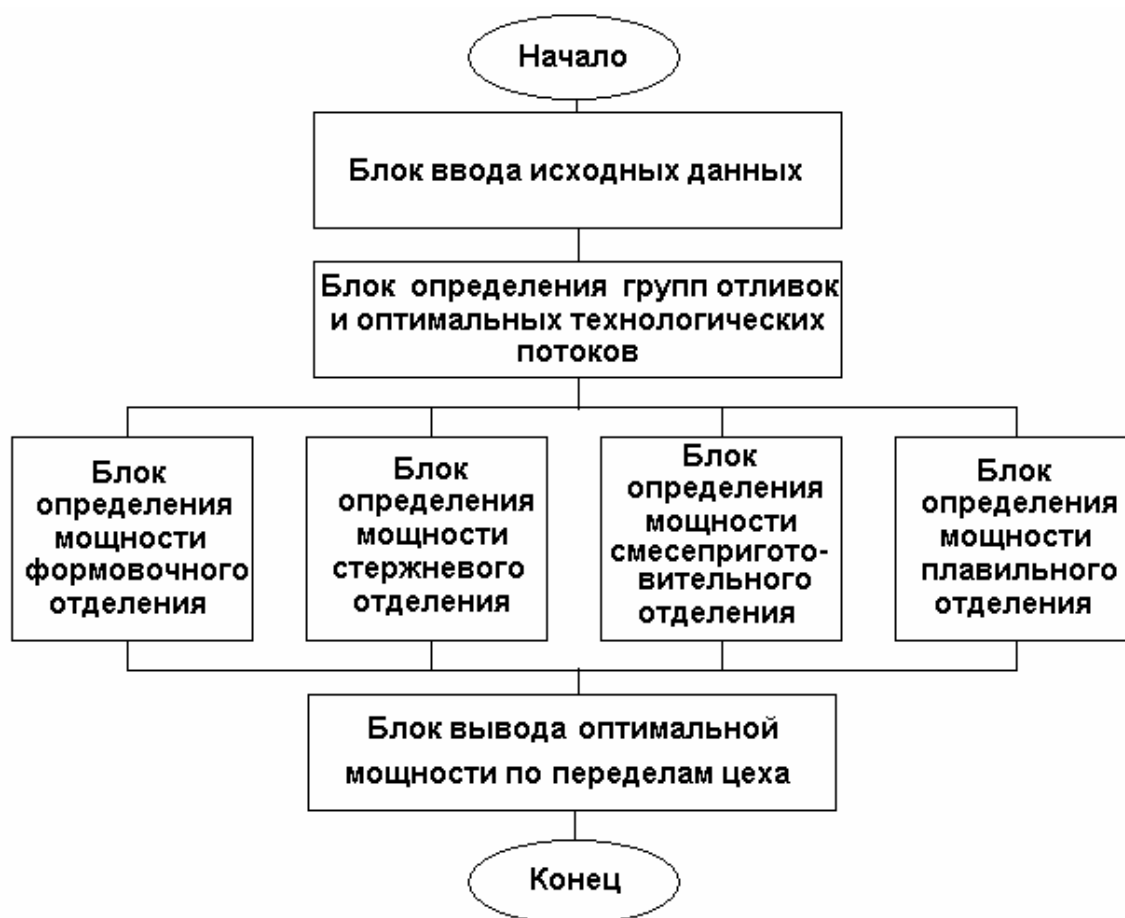 Начало
Блок ввода исходных данных
Блок определения групп отливок
и оптимальных технологических
потоков
Блок
определения
мощности
формовочного
отделения
Блок
определения
мощности
стержневого
отделения
Блок
определения
мощности
смесепригото-
вительного
отделения
Блок
определения
мощности
плавильного
отделения
Блок вывода оптимальной
мощности по переделам цеха
Конец